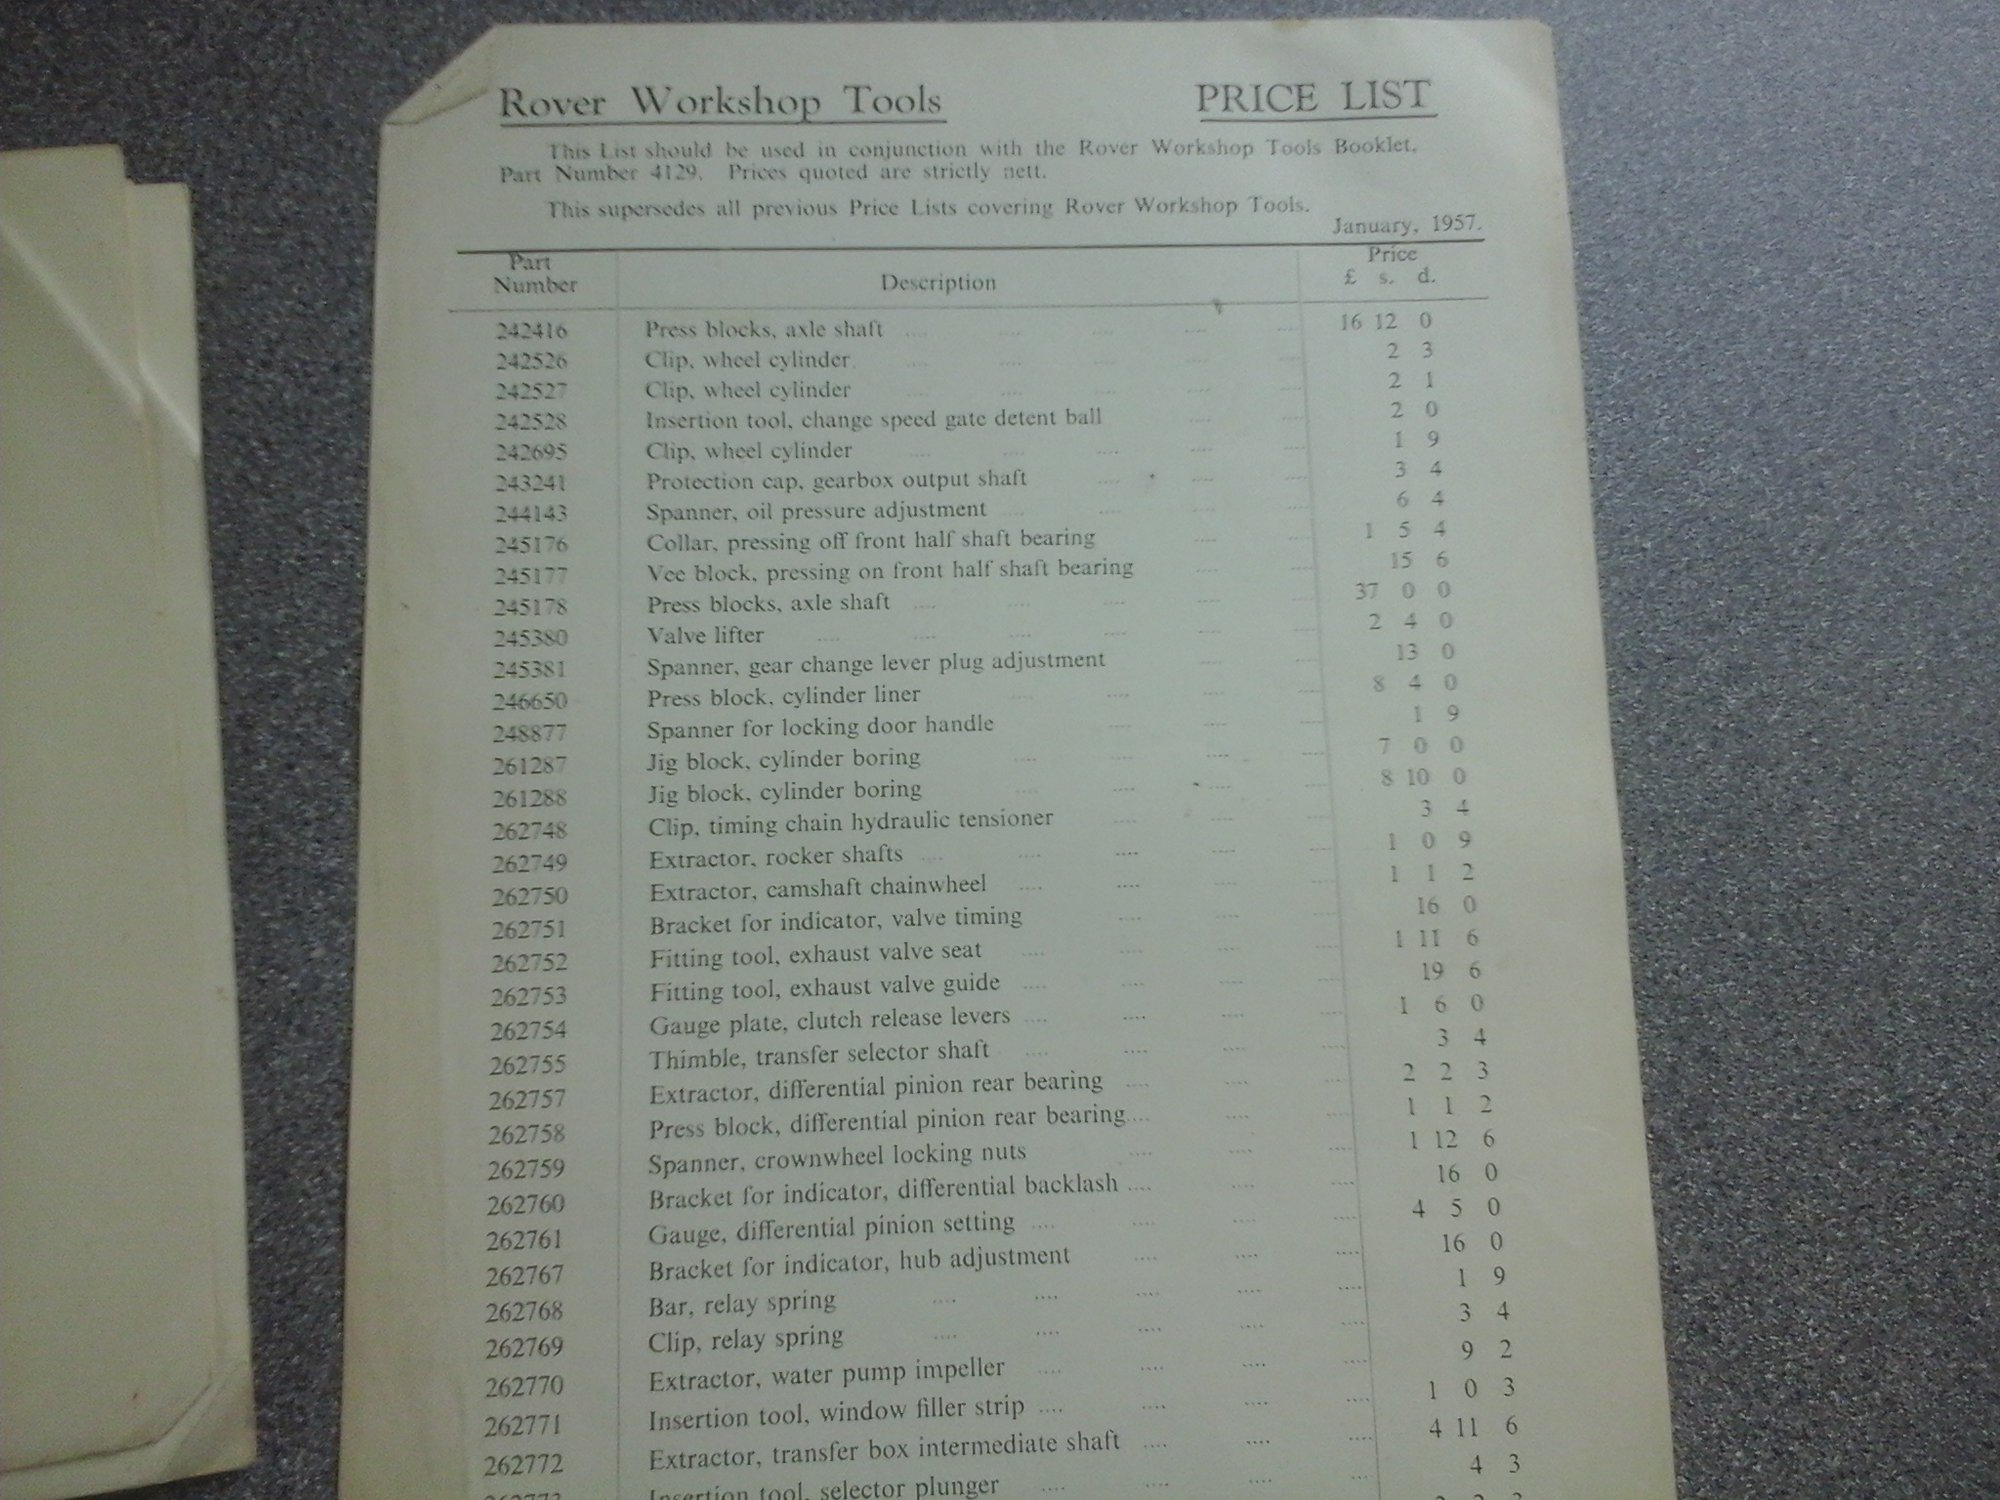 Rover Workshop Tools PRICE LIST
This List should be used in conjunction with the Rover Workshop Tools Booklet,
Part Number 4129. Prices quoted are strictly nett.
This supersedes all previous Price Lists covering Rover Workshop Tools.
January, 1957.
Part Number Description Price £ s. d.
242416 Press blocks, axle shaft .... .... .... .... .... 16 12 0
242526 Clip, wheel cylinder .... .... .... .... .... 2 3
242527 Clip, wheel cylinder .... .... .... .... .... 2 1
242528 Insertion tool, change speed gate detent ball .... .... 2 0
242695 Clip, wheel cylinder .... .... .... .... .... 1 9
243241 Protection cap, gearbox output shaft .... .... .... 3 4
244143 Spanner, oil pressure adjustment .... .... .... .... 6 4
245176 Collar, pressing off front half shaft bearing .... .... 1 5 4
245177 Vee block, pressing on front half shaft bearing .... .... 15 6
245178 Press blocks, axle shaft .... .... .... .... .... 37 0 0
245380 Valve lifter .... .... .... .... .... .... 2 4 0
245381 Spanner, gear change lever plug adjustment .... .... 13 0
246650 Press block, cylinder liner .... .... .... .... 8 4 0
248877 Spanner for locking door handle .... .... .... 1 9
261287 Jig block, cylinder boring .... .... .... .... 7 0 0
261288 Jig block, cylinder boring .... .... .... .... 8 10 0
262748 Clip, timing chain hydraulic tensioner .... .... .... 3 4
262749 Extractor, rocker shafts .... .... .... .... .... 1 0 9
262750 Extractor, camshaft chainwheel .... .... .... .... 1 1 2
262751 Bracket for indicator, valve timing .... .... .... 16 0
262752 Fitting tool, exhaust valve seat .... .... .... .... 1 11 6
262753 Fitting tool, exhaust valve guide .... .... .... .... 19 6
262754 Gauge plate, clutch release levers .... .... .... .... 1 6 0
262755 Thimble, transfer selector shaft .... .... .... .... 3 4
262757 Extractor, differential pinion rear bearing .... .... .... 2 2 3
262758 Press block, differential pinion rear bearing .... .... .... 1 1 2
262759 Spanner, crownwheel locking nuts .... .... .... 1 12 6
262760 Bracket for indicator, differential backlash .... .... .... 16 0
262761 Gauge, differential pinion setting .... .... .... .... 4 5 0
262767 Bracket for indicator, hub adjustment .... .... .... 16 0
262768 Bar, relay spring .... .... .... .... .... 1 9
262769 Clip, relay spring .... .... .... .... .... 3 4
262770 Extractor, water pump impeller .... .... .... .... 9 2
262771 Insertion tool, window filler strip .... .... .... .... 1 0 3
262772 Extractor, transfer box intermediate shaft .... .... .... 4 11 6
262773 Insertion tool, selector plunger .... .... .... .... 4 3